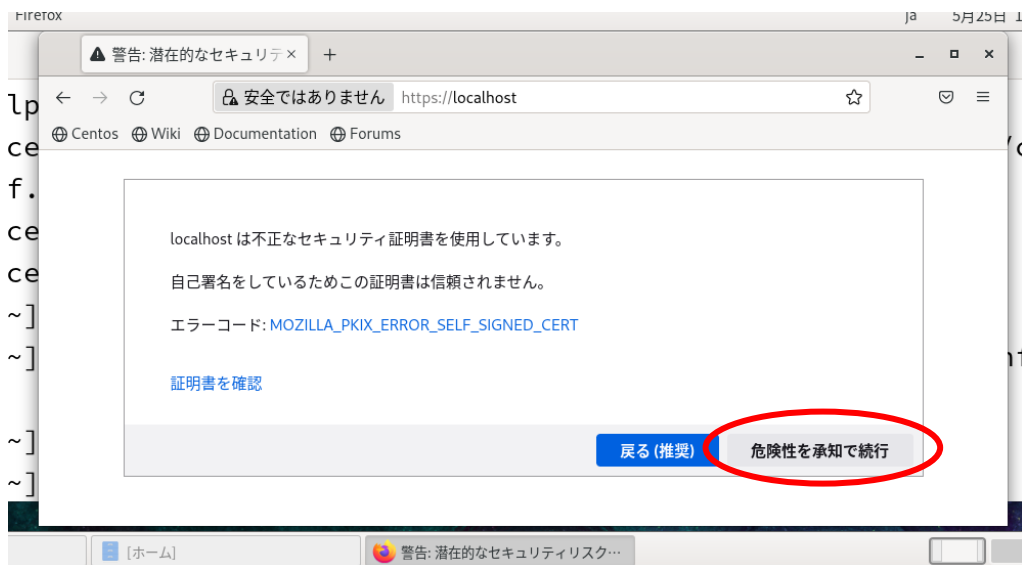 Firefox
ja 5月25日 1
警告: 潜在的なセキュリテ
安全ではありません https://localhost
Centos Wiki Documentation Forums
lp
ce
f.
ce
ce
~]
~]
~]
~]
localhost は不正なセキュリティ証明書を使用しています。
自己署名をしているためこの証明書は信頼されません。
エラーコード: MOZILLA_PKIX_ERROR_SELF_SIGNED_CERT
証明書を確認
戻る (推奨) 危険性を承知で続行
[ホーム] 警告: 潜在的なセキュリティリスク…